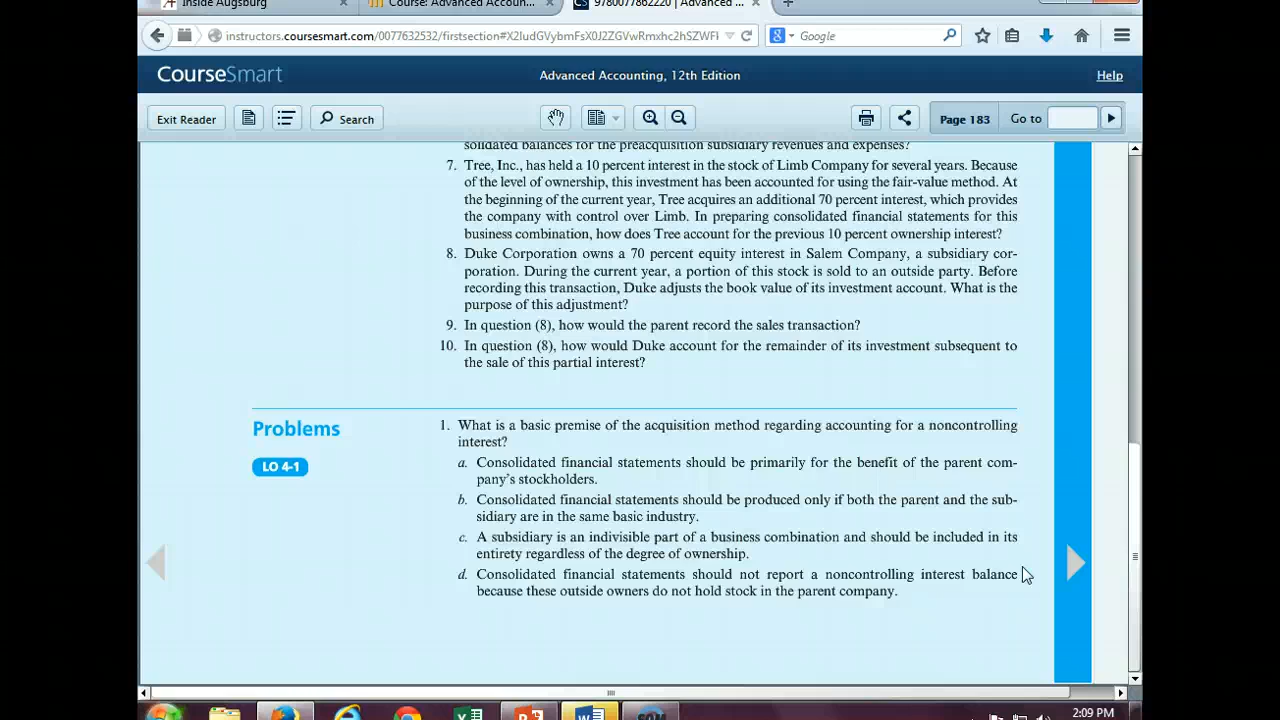 Inside Augsburg
Course: Advanced Accoun...
CS 9780077862220 | Advanced ...
instructors.coursesmart.com/0077632532/firstsection#X2ludGVybmFsX0J2ZGVwRmxhc2hSZWFl
Google
CourseSmart
Advanced Accounting, 12th Edition
Help
Exit Reader
Search
Page 183
Go to
solidated balances for the preacquisition subsidiary revenues and expenses?
7. Tree, Inc., has held a 10 percent interest in the stock of Limb Company for several years. Because
of the level of ownership, this investment has been accounted for using the fair-value method. At
the beginning of the current year, Tree acquires an additional 70 percent interest, which provides
the company with control over Limb. In preparing consolidated financial statements for this
business combination, how does Tree account for the previous 10 percent ownership interest?
8. Duke Corporation owns a 70 percent equity interest in Salem Company, a subsidiary cor-
poration. During the current year, a portion of this stock is sold to an outside party. Before
recording this transaction, Duke adjusts the book value of its investment account. What is the
purpose of this adjustment?
9. In question (8), how would the parent record the sales transaction?
10. In question (8), how would Duke account for the remainder of its investment subsequent to
the sale of this partial interest?
Problems
LO 4-1
1. What is a basic premise of the acquisition method regarding accounting for a noncontrolling
interest?
a. Consolidated financial statements should be primarily for the benefit of the parent com-
pany's stockholders.
b. Consolidated financial statements should be produced only if both the parent and the sub-
sidiary are in the same basic industry.
c. A subsidiary is an indivisible part of a business combination and should be included in its
entirety regardless of the degree of ownership.
d. Consolidated financial statements should not report a noncontrolling interest balance
because these outside owners do not hold stock in the parent company.
2:09 PM